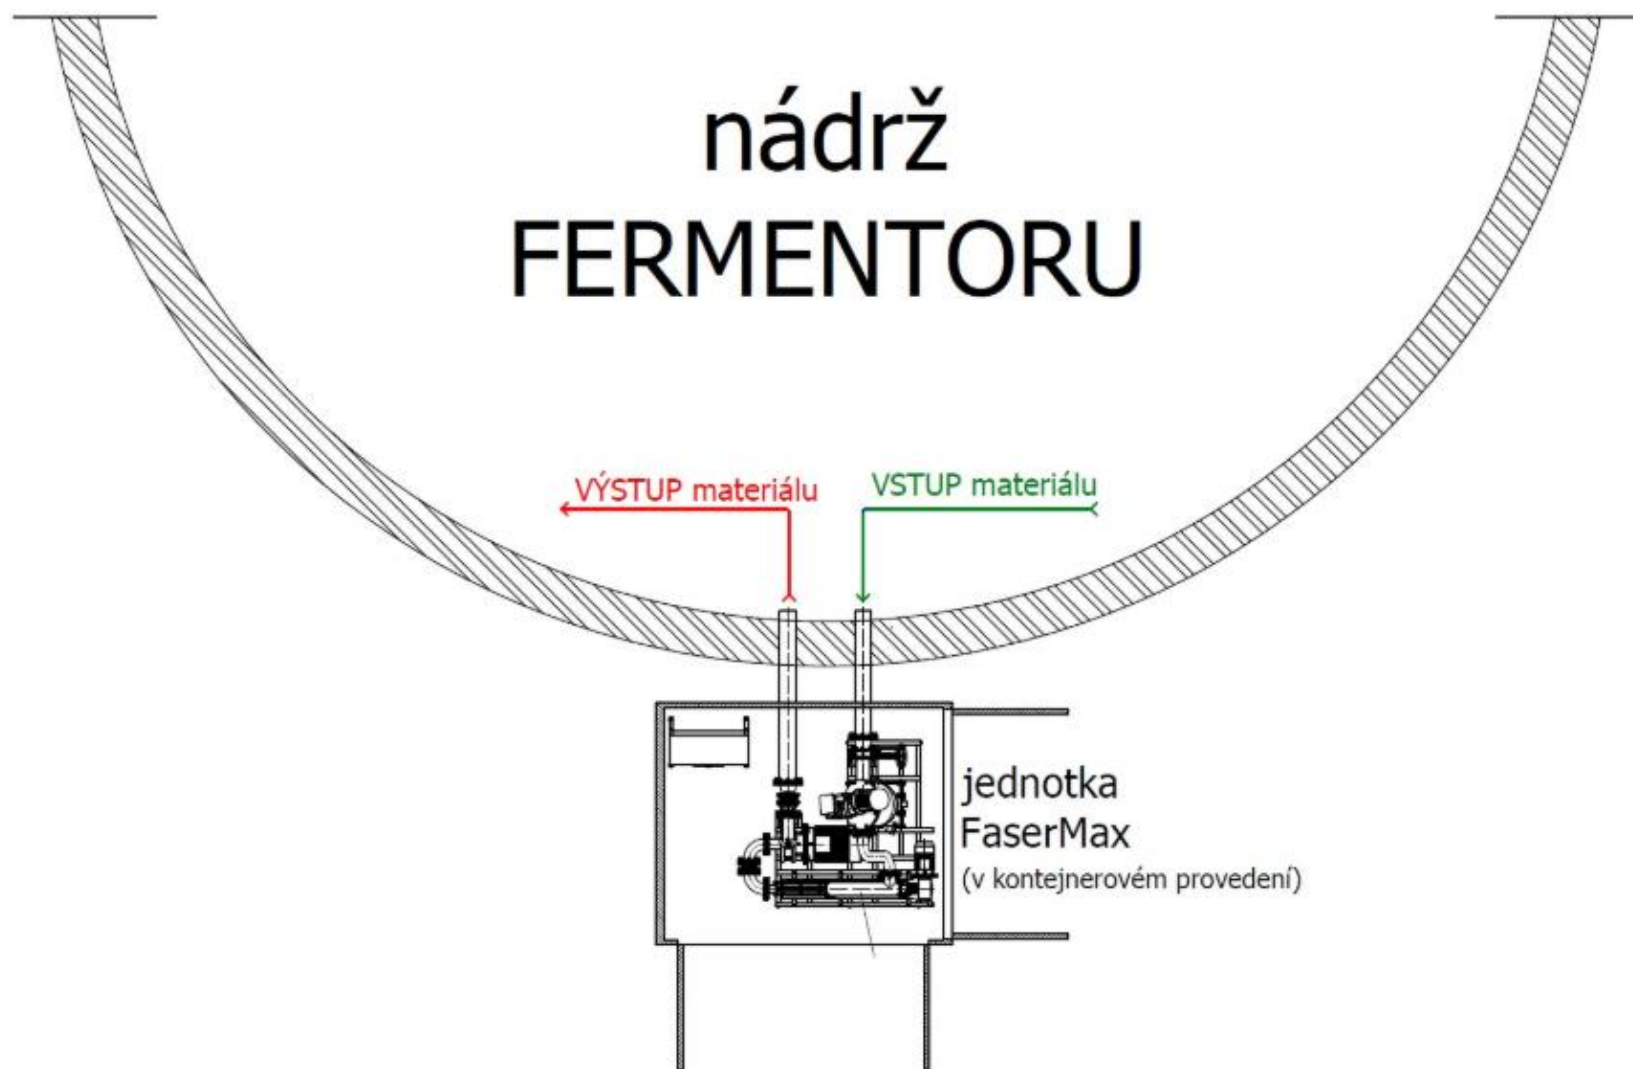 nádrž
FERMENTORU
VÝSTUP materiálu
VSTUP materiálu
jednotka
FaserMax
(v kontejnerovém provedení)